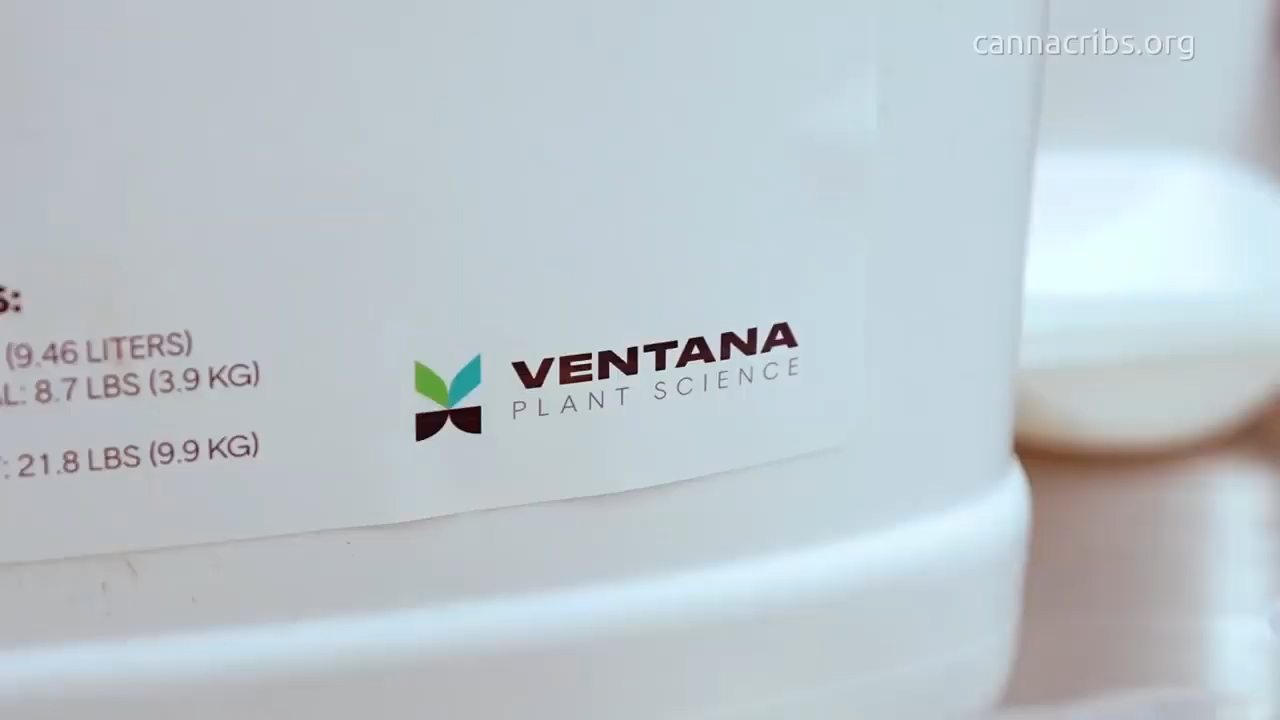 cannacribs.org
S:
(9.46 LITERS)
L: 8.7 LBS (3.9 KG)
: 21.8 LBS (9.9 KG)
VENTANA
PLANT SCIENCE